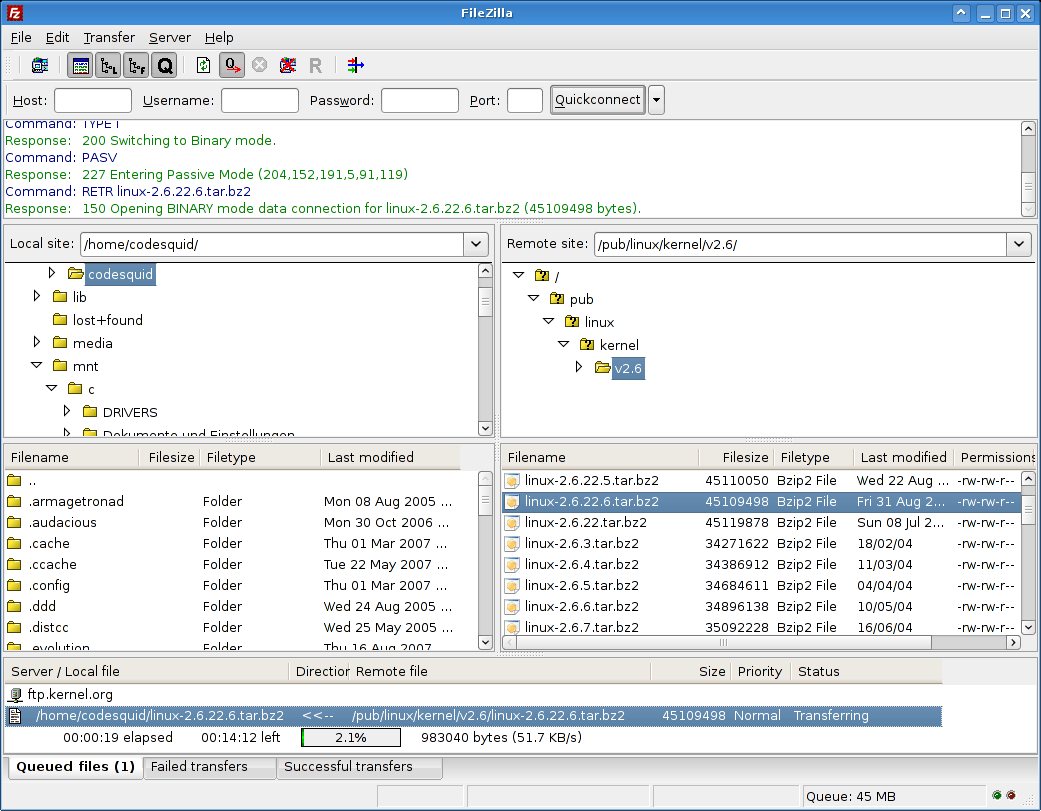 FileZilla
File Edit Transfer Server Help
Host: Username: Password: Port: Quickconnect
Command: TYPE I
Response: 200 Switching to Binary mode.
Command: PASV
Response: 227 Entering Passive Mode (204,152,191,5,91,119)
Command: RETR linux-2.6.22.6.tar.bz2
Response: 150 Opening BINARY mode data connection for linux-2.6.22.6.tar.bz2 (45109498 bytes).
Local site: /home/codesquid/
codesquid
lib
lost+found
media
mnt
c
DRIVERS
Dokumente und Einstellungen
Remote site: /pub/linux/kernel/v2.6/
/
pub
linux
kernel
v2.6
Filename Filesize Filetype Last modified
..
.armagetronad Folder Mon 08 Aug 2005 ...
.audacious Folder Mon 30 Oct 2006 ...
.cache Folder Thu 01 Mar 2007 ...
.ccache Folder Tue 22 May 2007 ...
.config Folder Thu 01 Mar 2007 ...
.ddd Folder Wed 24 Aug 2005 ...
.distcc Folder Wed 25 May 2005 ...
.evolution Folder Thu 16 Aug 2007
Filename Filesize Filetype Last modified Permissions
linux-2.6.22.5.tar.bz2 45110050 Bzip2 File Wed 22 Aug ... -rw-rw-r--
linux-2.6.22.6.tar.bz2 45109498 Bzip2 File Fri 31 Aug 2... -rw-rw-r--
linux-2.6.22.tar.bz2 45119878 Bzip2 File Sun 08 Jul 2... -rw-rw-r--
linux-2.6.3.tar.bz2 34271622 Bzip2 File 18/02/04 -rw-rw-r--
linux-2.6.4.tar.bz2 34386912 Bzip2 File 11/03/04 -rw-rw-r--
linux-2.6.5.tar.bz2 34684611 Bzip2 File 04/04/04 -rw-rw-r--
linux-2.6.6.tar.bz2 34896138 Bzip2 File 10/05/04 -rw-rw-r--
linux-2.6.7.tar.bz2 35092228 Bzip2 File 16/06/04 -rw-rw-r--
Server / Local file Direction Remote file Size Priority Status
ftp.kernel.org
/home/codesquid/linux-2.6.22.6.tar.bz2 <<-- /pub/linux/kernel/v2.6/linux-2.6.22.6.tar.bz2 45109498 Normal Transferring
00:00:19 elapsed 00:14:12 left 2.1% 983040 bytes (51.7 KB/s)
Queued files (1) Failed transfers Successful transfers
Queue: 45 MB